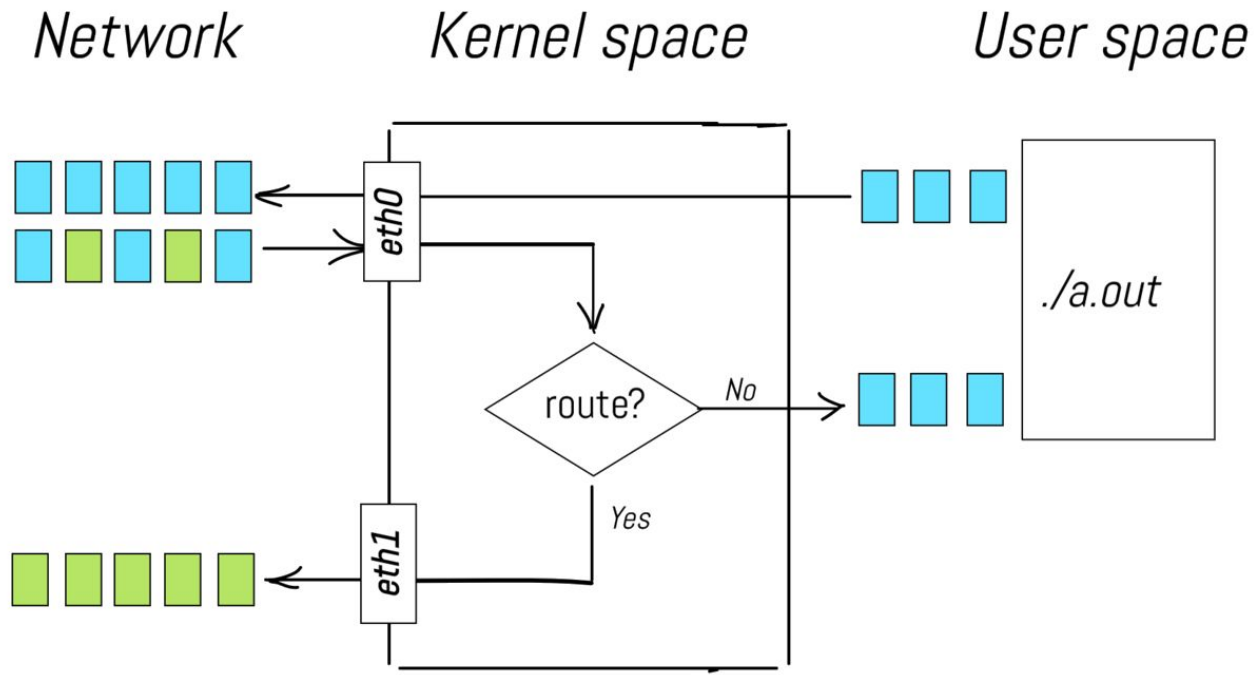 Network
Kernel space
User space
eth0
./a.out
route?
No
Yes
eth1